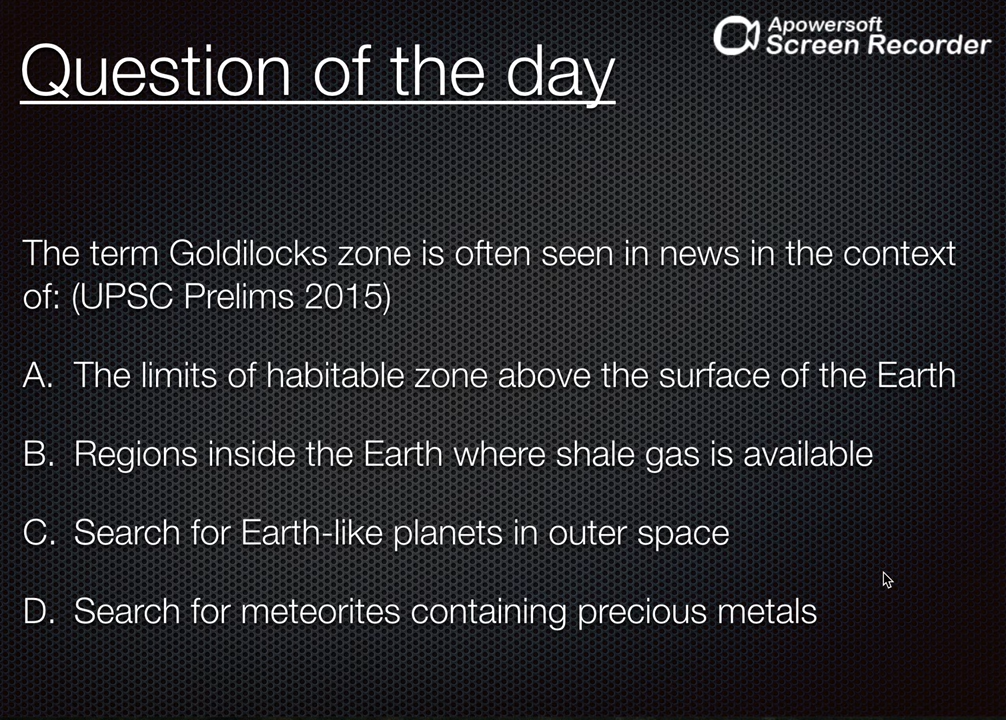 Apowersoft
Screen Recorder
Question of the day
The term Goldilocks zone is often seen in news in the context
of: (UPSC Prelims 2015)
A. The limits of habitable zone above the surface of the Earth
B. Regions inside the Earth where shale gas is available
C. Search for Earth-like planets in outer space
D. Search for meteorites containing precious metals